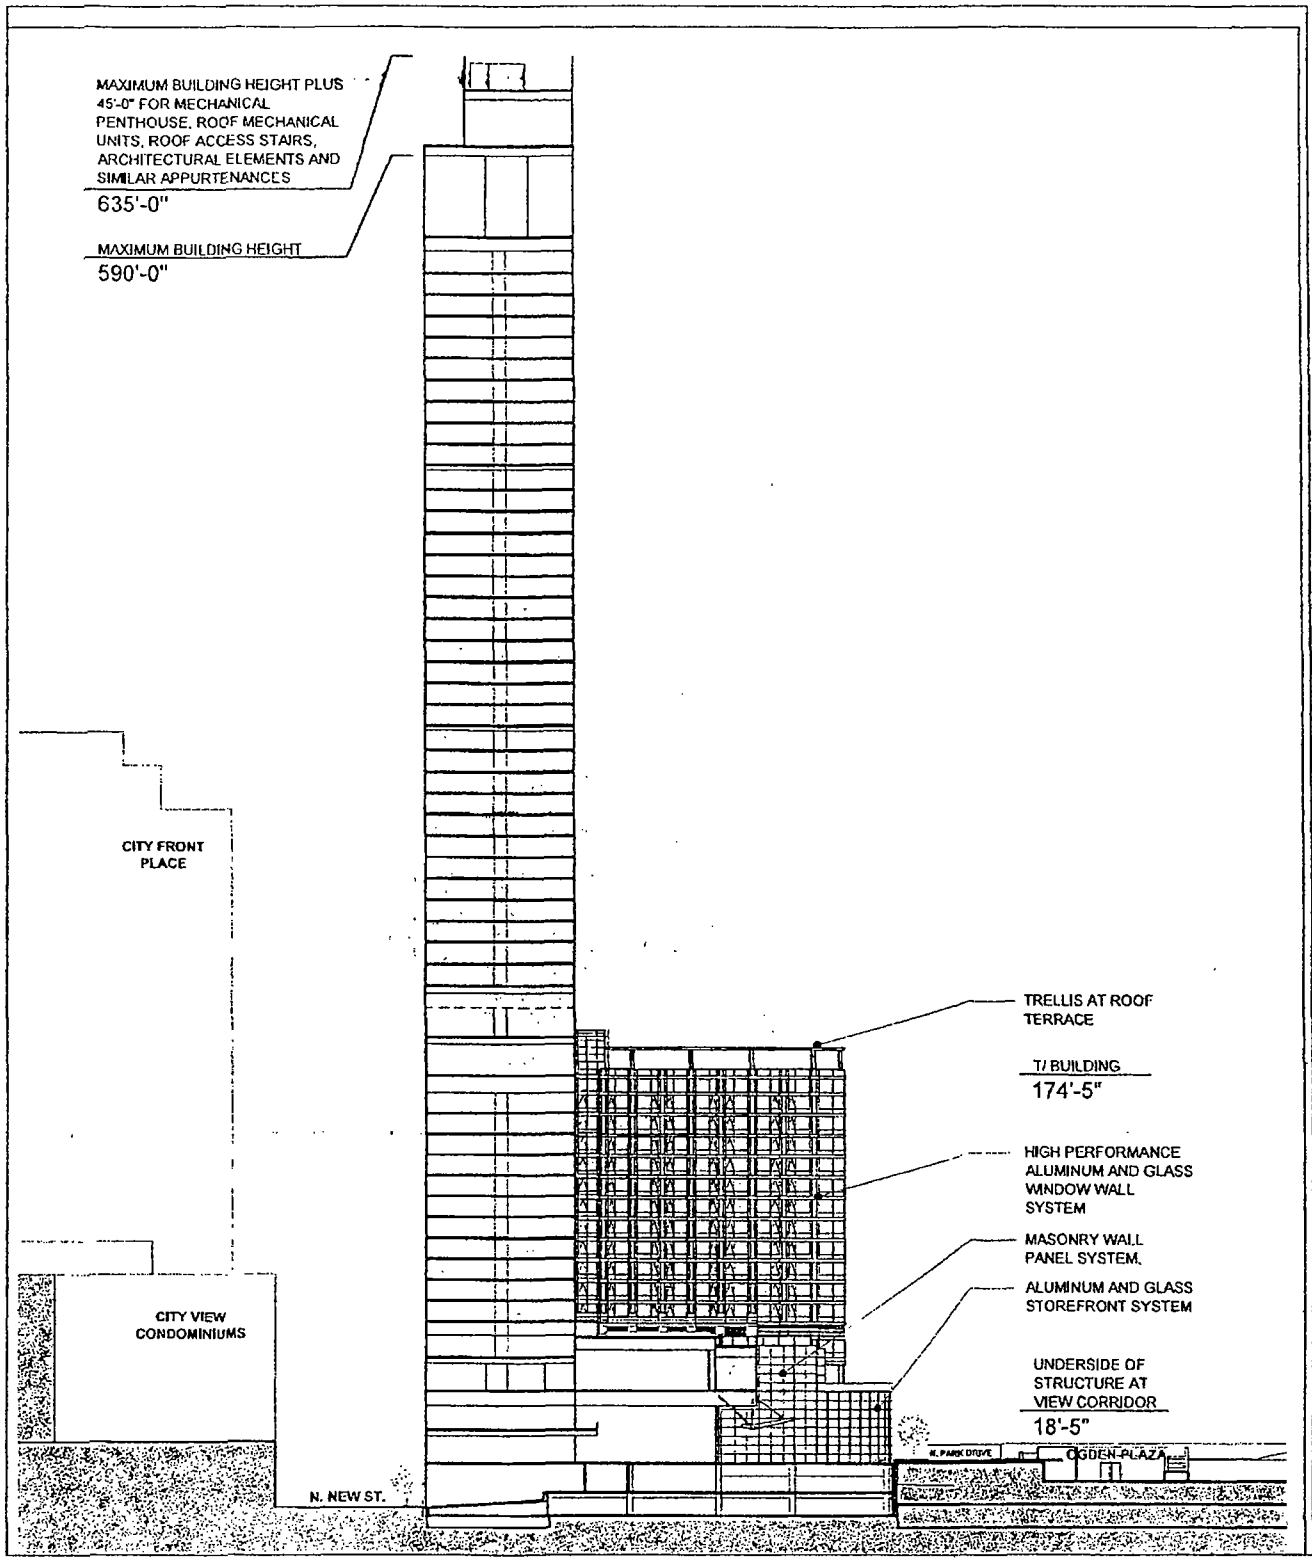 MAXIMUM BUILDING HEIGHT PLUS
45'-0" FOR MECHANICAL
PENTHOUSE, ROOF MECHANICAL
UNITS, ROOF ACCESS STAIRS,
ARCHITECTURAL ELEMENTS AND
SIMILAR APPURTENANCES
635'-0"
MAXIMUM BUILDING HEIGHT
590'-0"
CITY FRONT
PLACE
TRELLIS AT ROOF
TERRACE
T/ BUILDING
174'-5"
HIGH PERFORMANCE
ALUMINUM AND GLASS
WINDOW WALL
SYSTEM
MASONRY WALL
PANEL SYSTEM,
ALUMINUM AND GLASS
STOREFRONT SYSTEM
CITY VIEW
CONDOMINIUMS
UNDERSIDE OF
STRUCTURE AT
VIEW CORRIDOR
18'-5"
N. PARK DRIVE
OGDEN PLAZA
N. NEW ST.